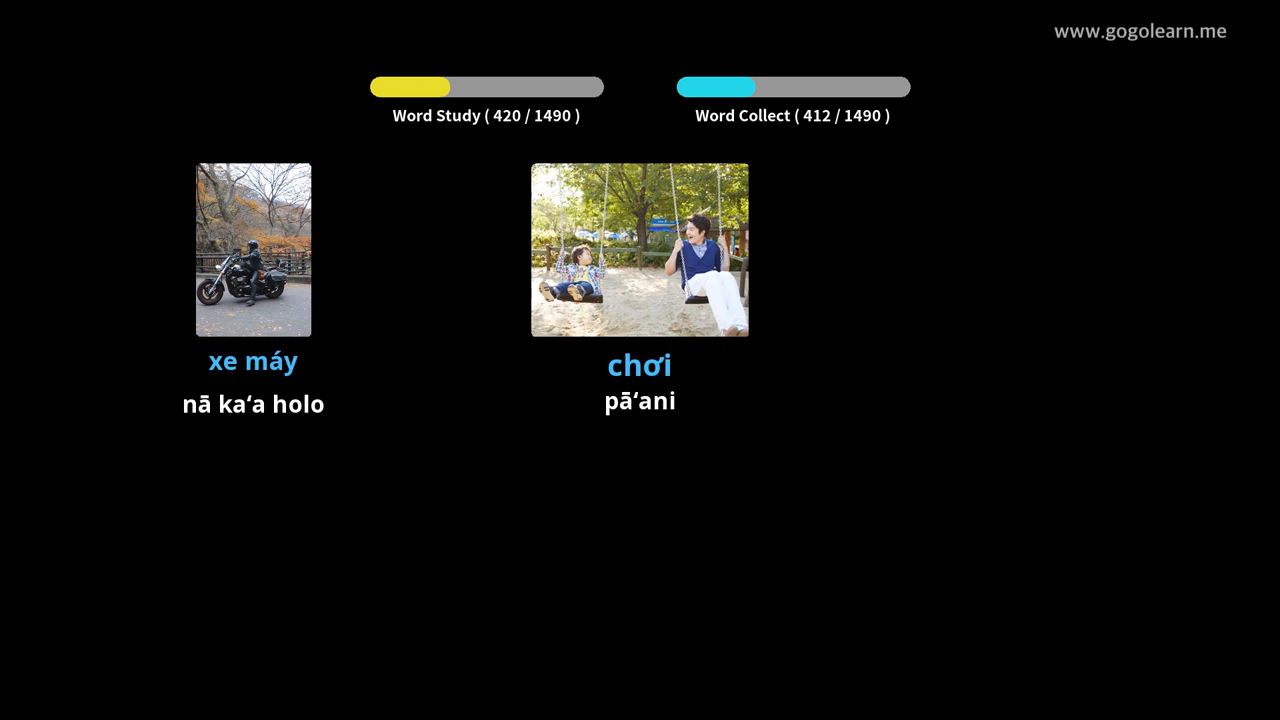 www.gogolearn.me
Word Study ( 420 / 1490 )
Word Collect ( 412 / 1490 )
xe máy
nā kaʻa holo
chơi
pāʻani